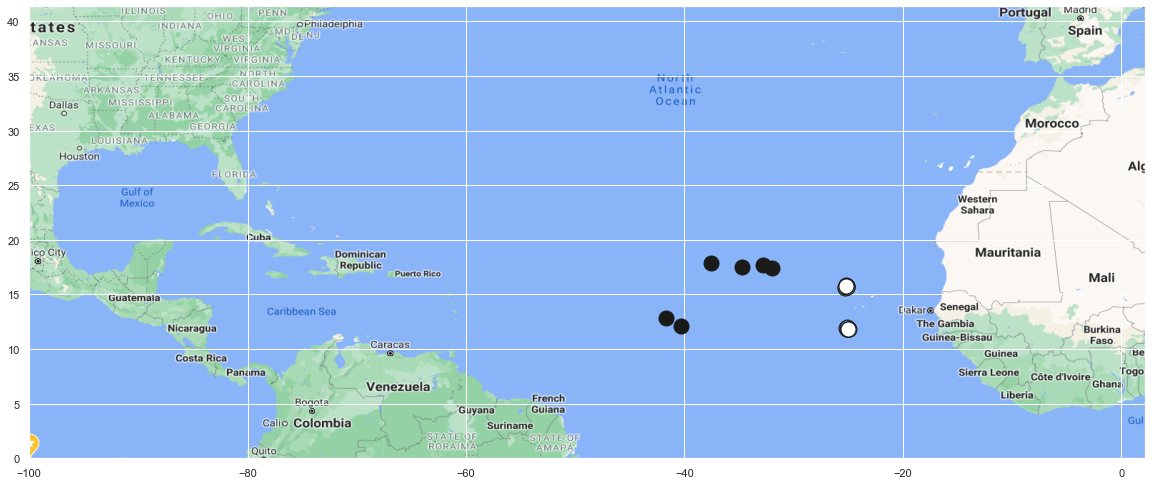 ILLINOIS
OHIO
PENN
Philadelphia
INDIANA
MD
DE
NJ
tates
KANSAS
MISSOURI
WEST
VIRGINIA
KENTUCKY
VIRGINIA
OKLAHOMA
TENNESSEE
NORTH
CAROLINA
ARKANSAS
MISSISSIPPI
SOUTH
CAROLINA
Dallas
ALABAMA
GEORGIA
EXAS
LOUISIANA
Houston
FLORIDA
Gulf of
Mexico
Cuba
ico City
Dominican
Republic
Puerto Rico
Guatemala
Caribbean Sea
Nicaragua
Costa Rica
Panama
Caracas
Venezuela
Bogota
Cali
Colombia
Guyana
French
Guiana
Suriname
STATE OF
RORAIMA
STATE OF
AMAPA
Quito
North
Atlantic
Ocean
Portugal
Madrid
Spain
Morocco
Alg
Western
Sahara
Mauritania
Mali
Dakar
Senegal
The Gambia
Guinea-Bissau
Burkina
Faso
Guinea
Be
Sierra Leone
Côte d'Ivoire
Togo
Ghana
Liberia
Gulf
40
35
30
25
20
15
10
5
0
−100
−80
−60
−40
−20
0